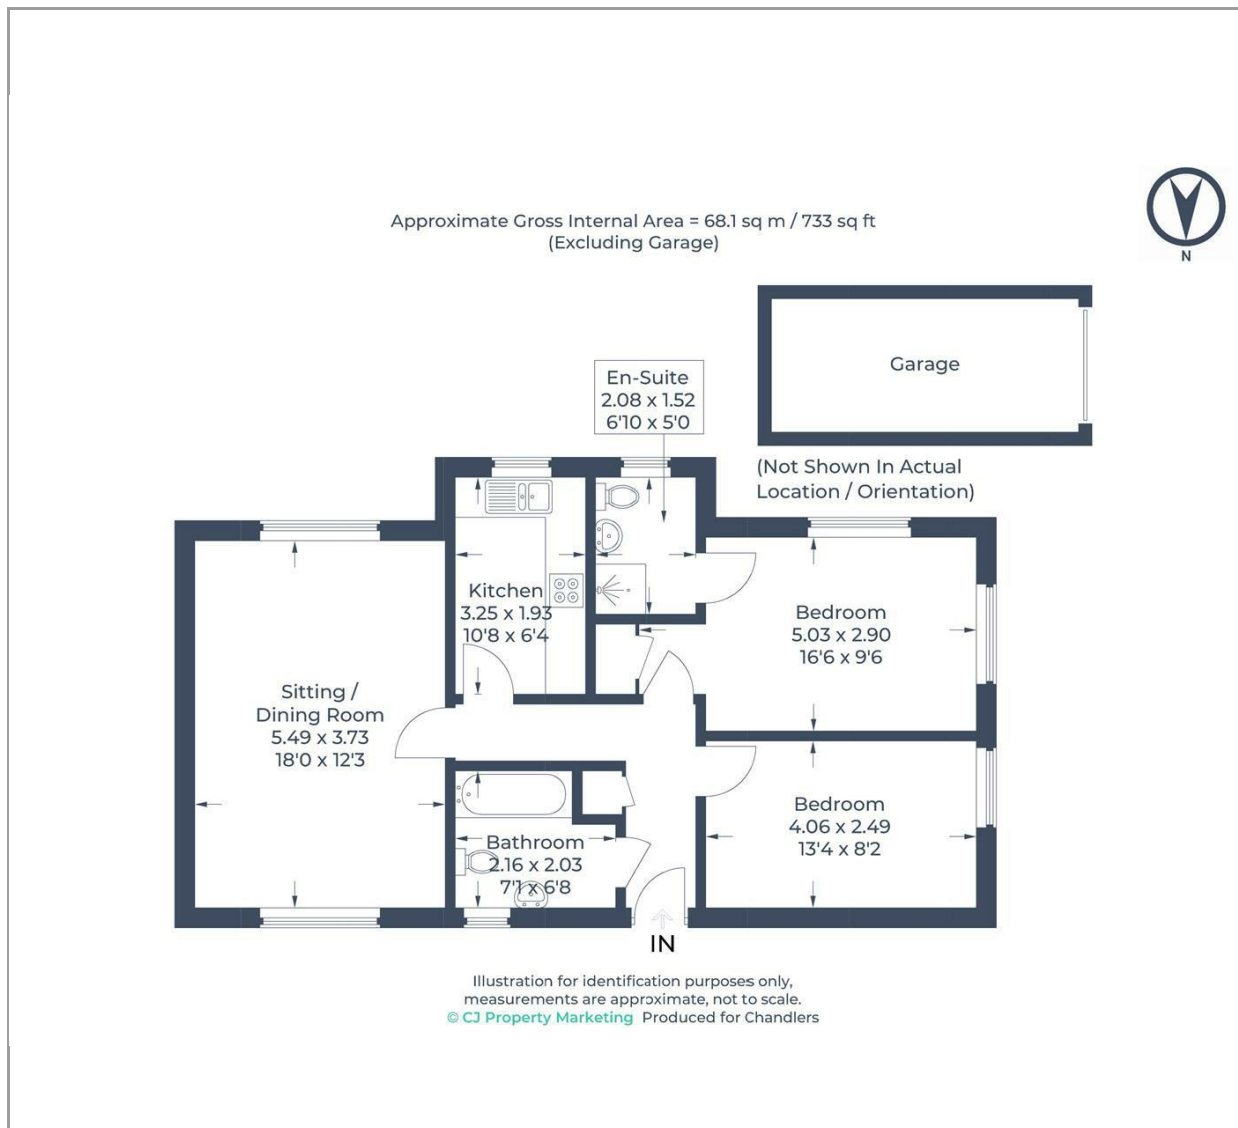 Approximate Gross Internal Area = 68.1 sq m / 733 sq ft
(Excluding Garage)
N
Garage
(Not Shown In Actual
Location / Orientation)
En-Suite
2.08 x 1.52
6'10 x 5'0
Kitchen
3.25 x 1.93
10'8 x 6'4
Bedroom
5.03 x 2.90
16'6 x 9'6
Sitting /
Dining Room
5.49 x 3.73
18'0 x 12'3
Bedroom
4.06 x 2.49
13'4 x 8'2
Bathroom
2.16 x 2.03
7'1 x 6'8
IN
Illustration for identification purposes only,
measurements are approximate, not to scale.
© CJ Property Marketing Produced for Chandlers